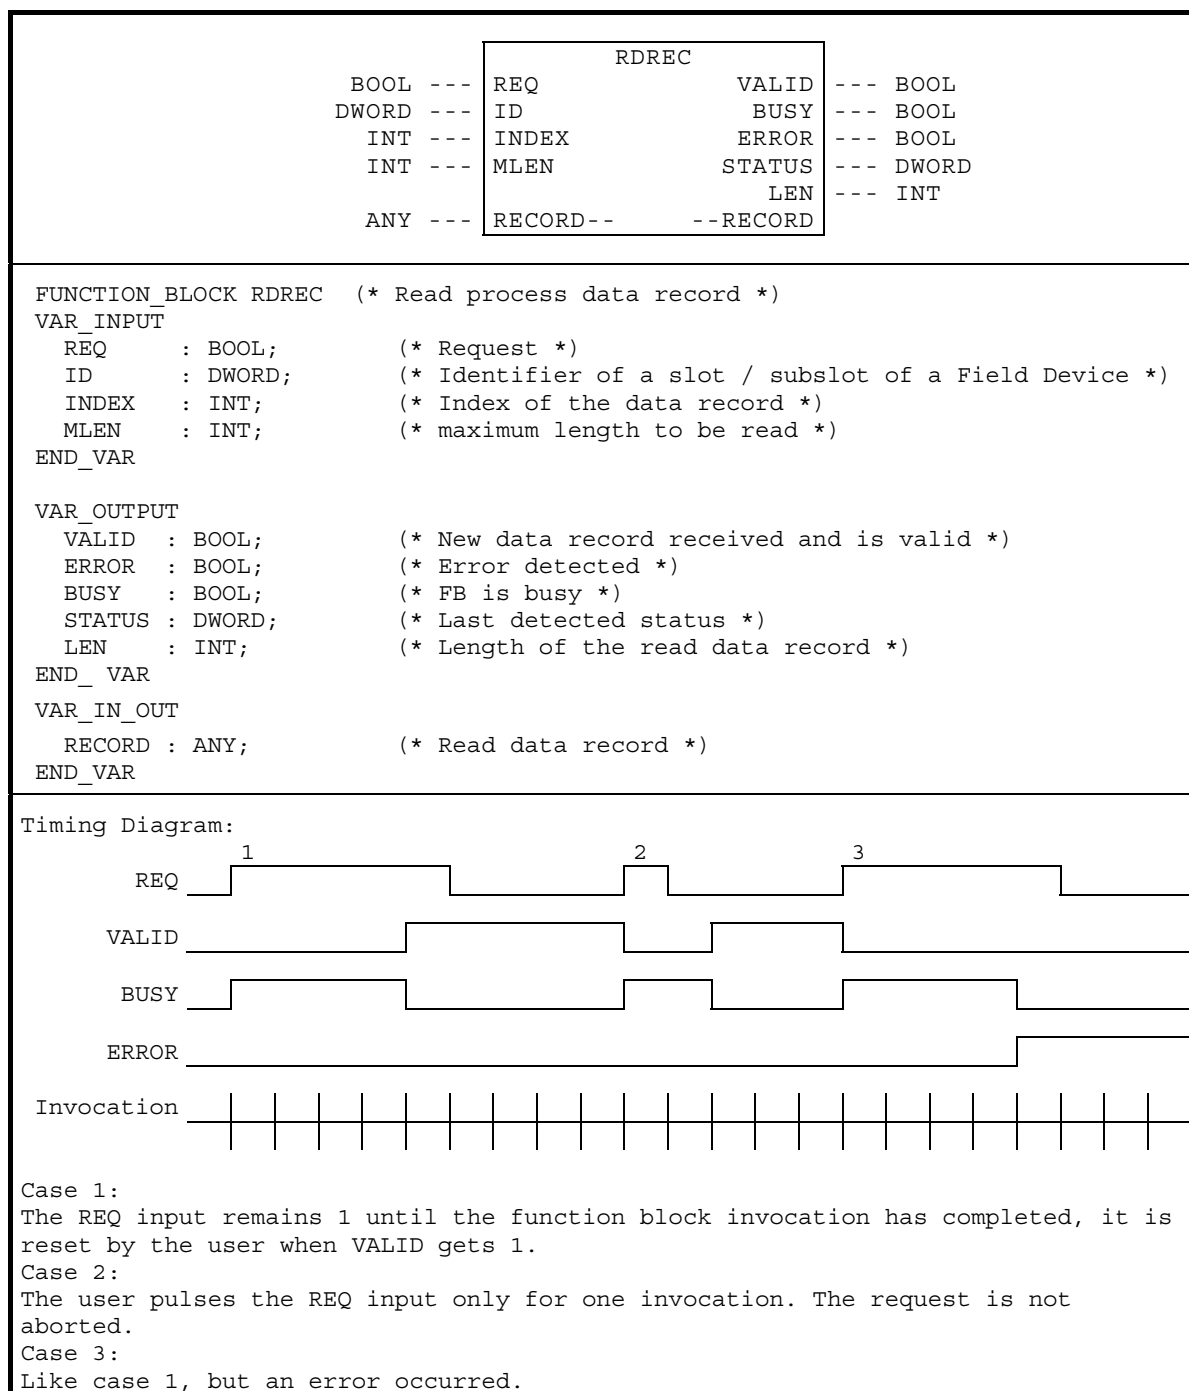 RDREC
BOOL --- REQ VALID --- BOOL
DWORD --- ID BUSY --- BOOL
INT --- INDEX ERROR --- BOOL
INT --- MLEN STATUS --- DWORD
LEN --- INT
ANY --- RECORD-- --RECORD
FUNCTION_BLOCK RDREC (* Read process data record *)
VAR_INPUT
REQ : BOOL; (* Request *)
ID : DWORD; (* Identifier of a slot / subslot of a Field Device *)
INDEX : INT; (* Index of the data record *)
MLEN : INT; (* maximum length to be read *)
END_VAR
VAR_OUTPUT
VALID : BOOL; (* New data record received and is valid *)
ERROR : BOOL; (* Error detected *)
BUSY : BOOL; (* FB is busy *)
STATUS : DWORD; (* Last detected status *)
LEN : INT; (* Length of the read data record *)
END_ VAR
VAR_IN_OUT
RECORD : ANY; (* Read data record *)
END_VAR
Timing Diagram:
1 2 3
REQ
VALID
BUSY
ERROR
Invocation
Case 1:
The REQ input remains 1 until the function block invocation has completed, it is
reset by the user when VALID gets 1.
Case 2:
The user pulses the REQ input only for one invocation. The request is not
aborted.
Case 3:
Like case 1, but an error occurred.